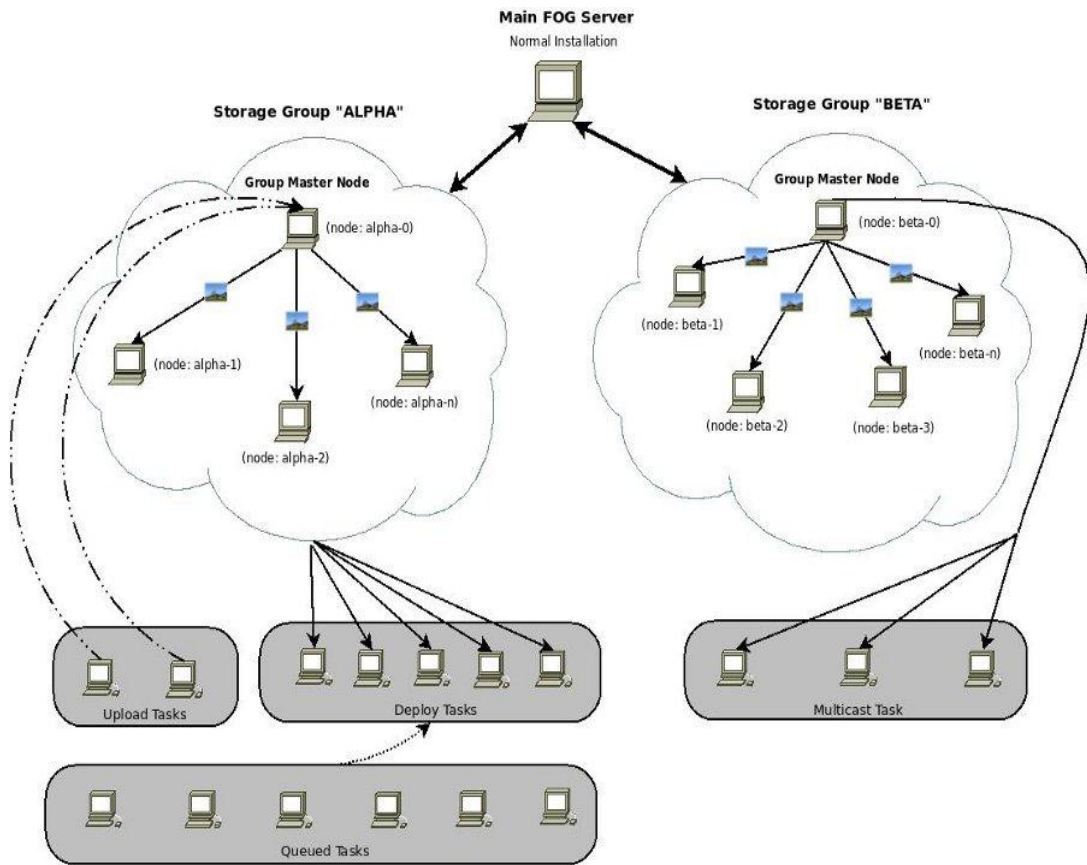 Main FOG Server
Normal Installation
Storage Group "ALPHA"
Storage Group "BETA"
Group Master Node
(node: alpha-0)
(node: alpha-1)
(node: alpha-n)
(node: alpha-2)
Group Master Node
(node: beta-0)
(node: beta-1)
(node: beta-n)
(node: beta-2)
(node: beta-3)
Upload Tasks
Deploy Tasks
Multicast Task
Queued Tasks